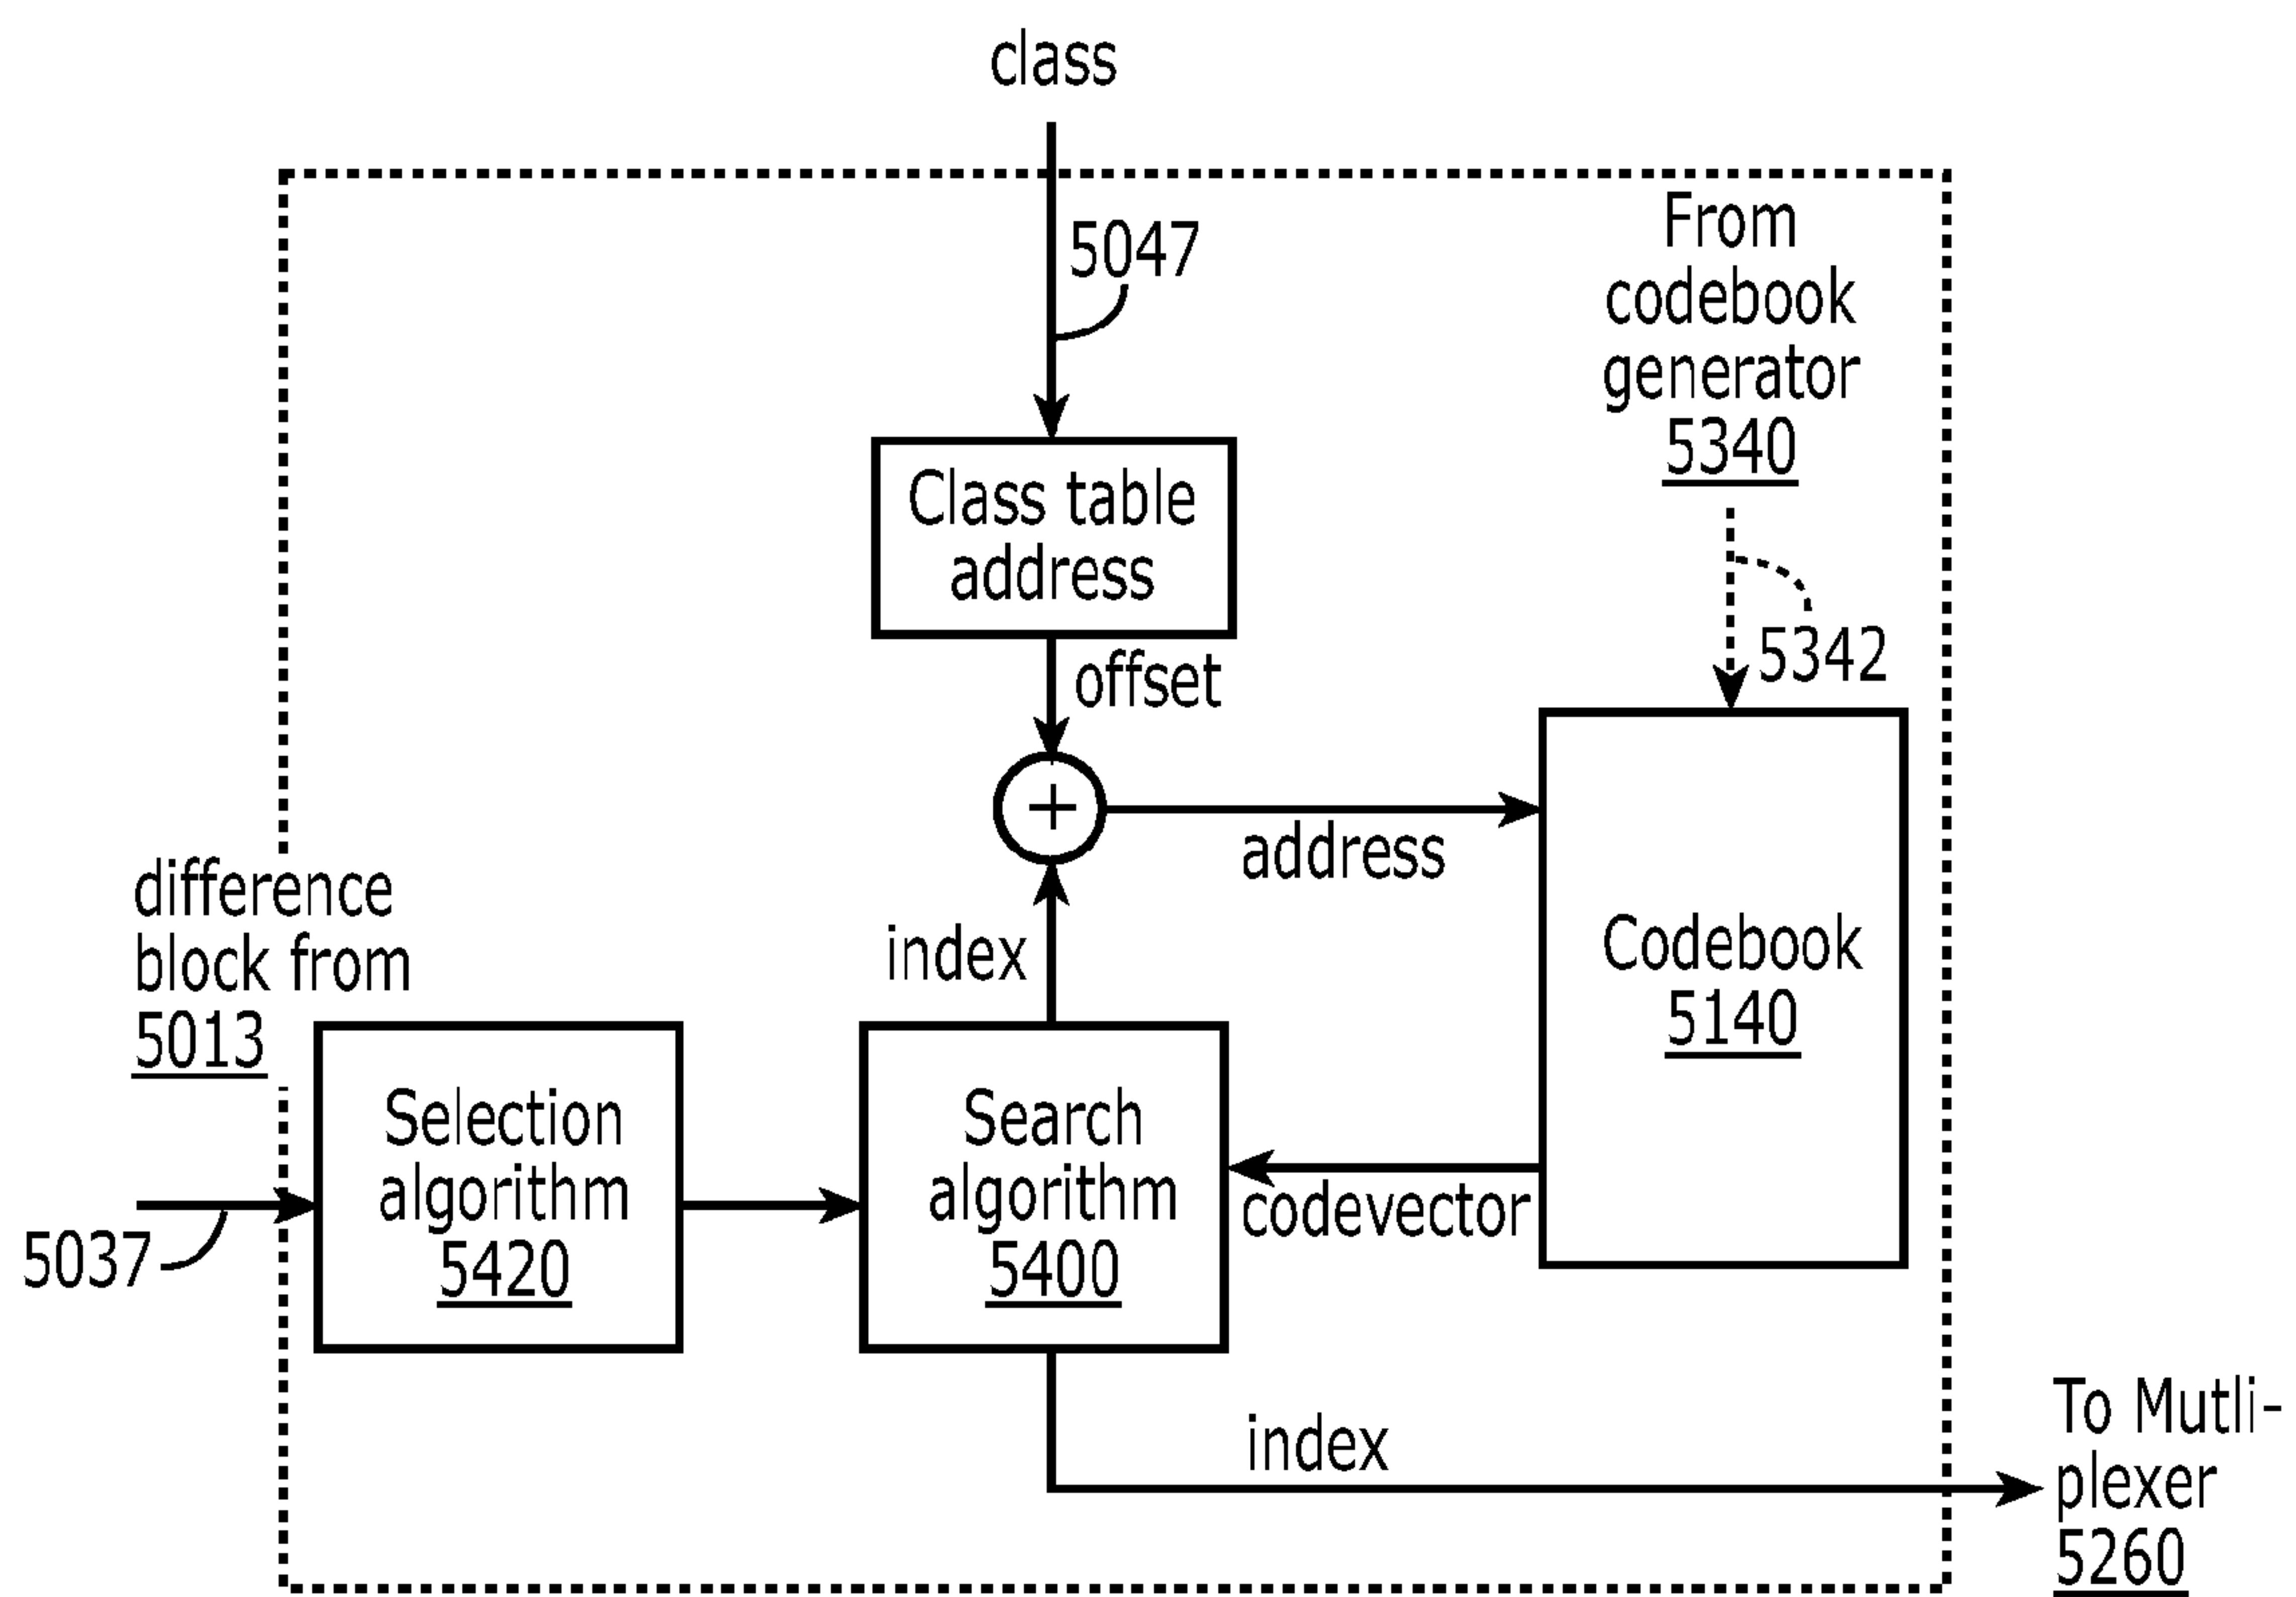 class
5047
From
codebook
generator
5340
Class table
address
5342
offset
+
address
difference
block from
5013
index
Codebook
5140
Selection
algorithm
5420
Search
algorithm
5400
codevector
5037
index
To Mutli-
plexer
5260